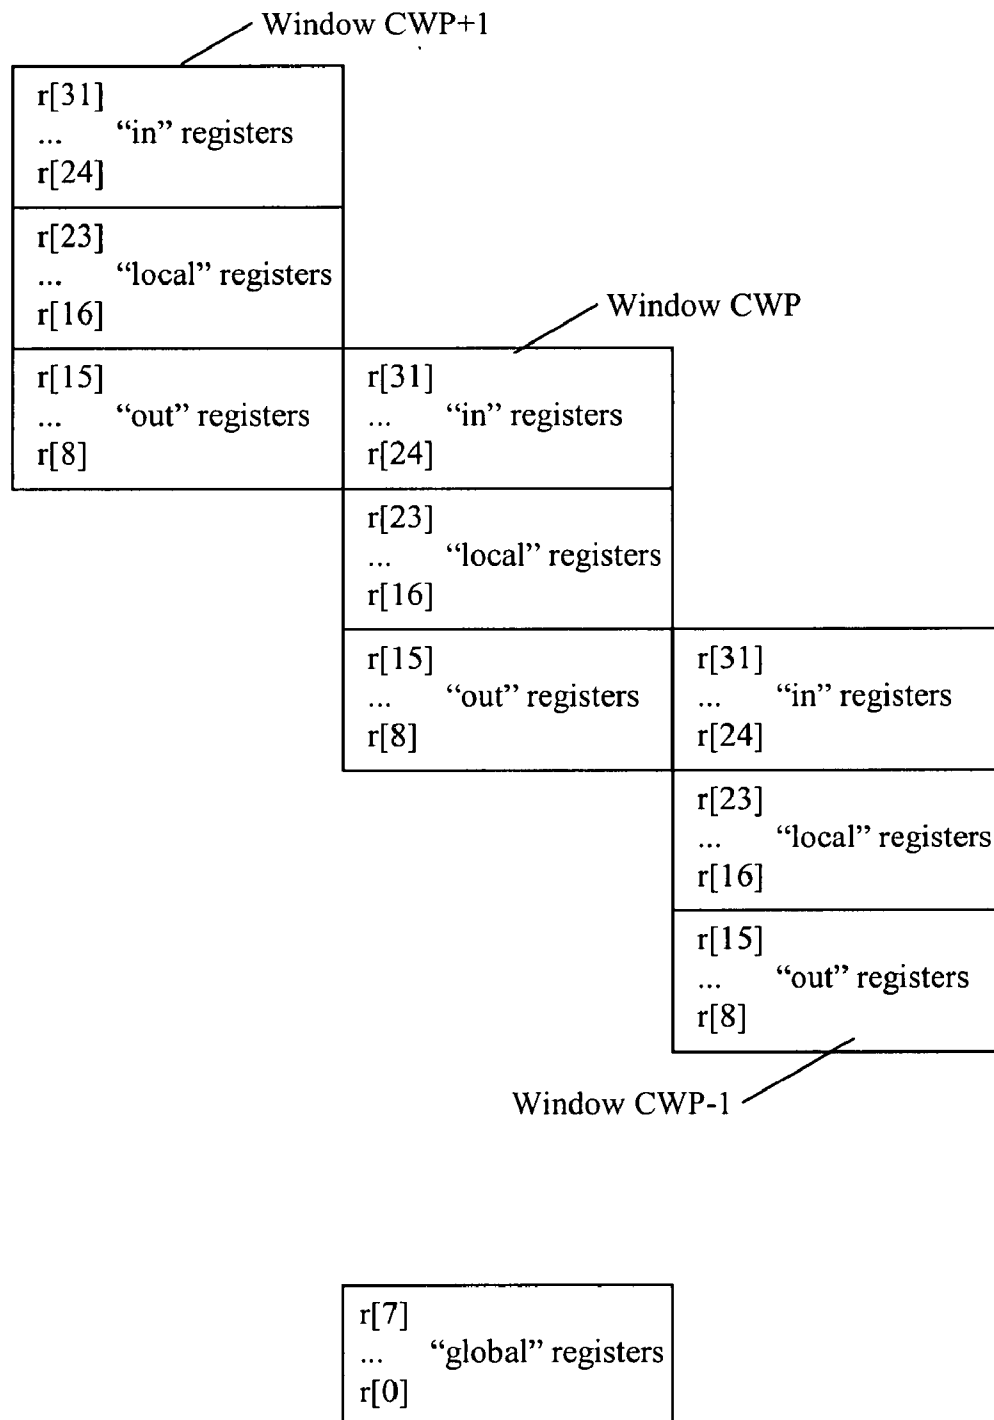 Window CWP+1
r[31]
... “in” registers
r[24]
r[23]
... “local” registers
r[16]
Window CWP
r[15]
... “out” registers
r[8]
r[31]
... “in” registers
r[24]
r[23]
... “local” registers
r[16]
r[15]
... “out” registers
r[8]
r[31]
... “in” registers
r[24]
r[23]
... “local” registers
r[16]
r[15]
... “out” registers
r[8]
Window CWP-1
r[7]
... “global” registers
r[0]